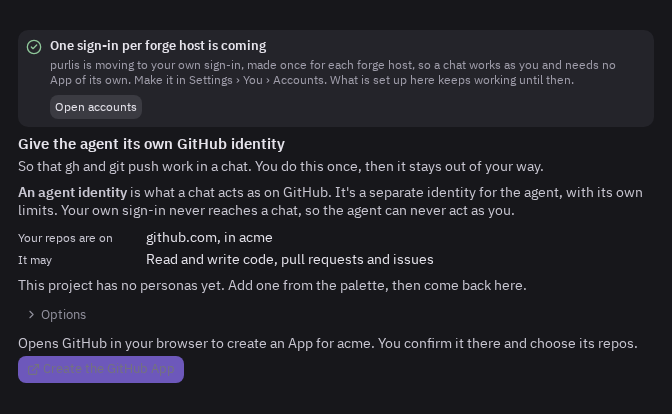 One sign-in per forge host is coming
purlis is moving to your own sign-in, made once for each forge host, so a chat works as you and needs no
App of its own. Make it in Settings › You › Accounts. What is set up here keeps working until then.
Open accounts
Give the agent its own GitHub identity
So that gh and git push work in a chat. You do this once, then it stays out of your way.
An agent identity is what a chat acts as on GitHub. It's a separate identity for the agent, with its own
limits. Your own sign-in never reaches a chat, so the agent can never act as you.
Your repos are on github.com, in acme
It may Read and write code, pull requests and issues
This project has no personas yet. Add one from the palette, then come back here.
Options
Opens GitHub in your browser to create an App for acme. You confirm it there and choose its repos.
Create the GitHub App